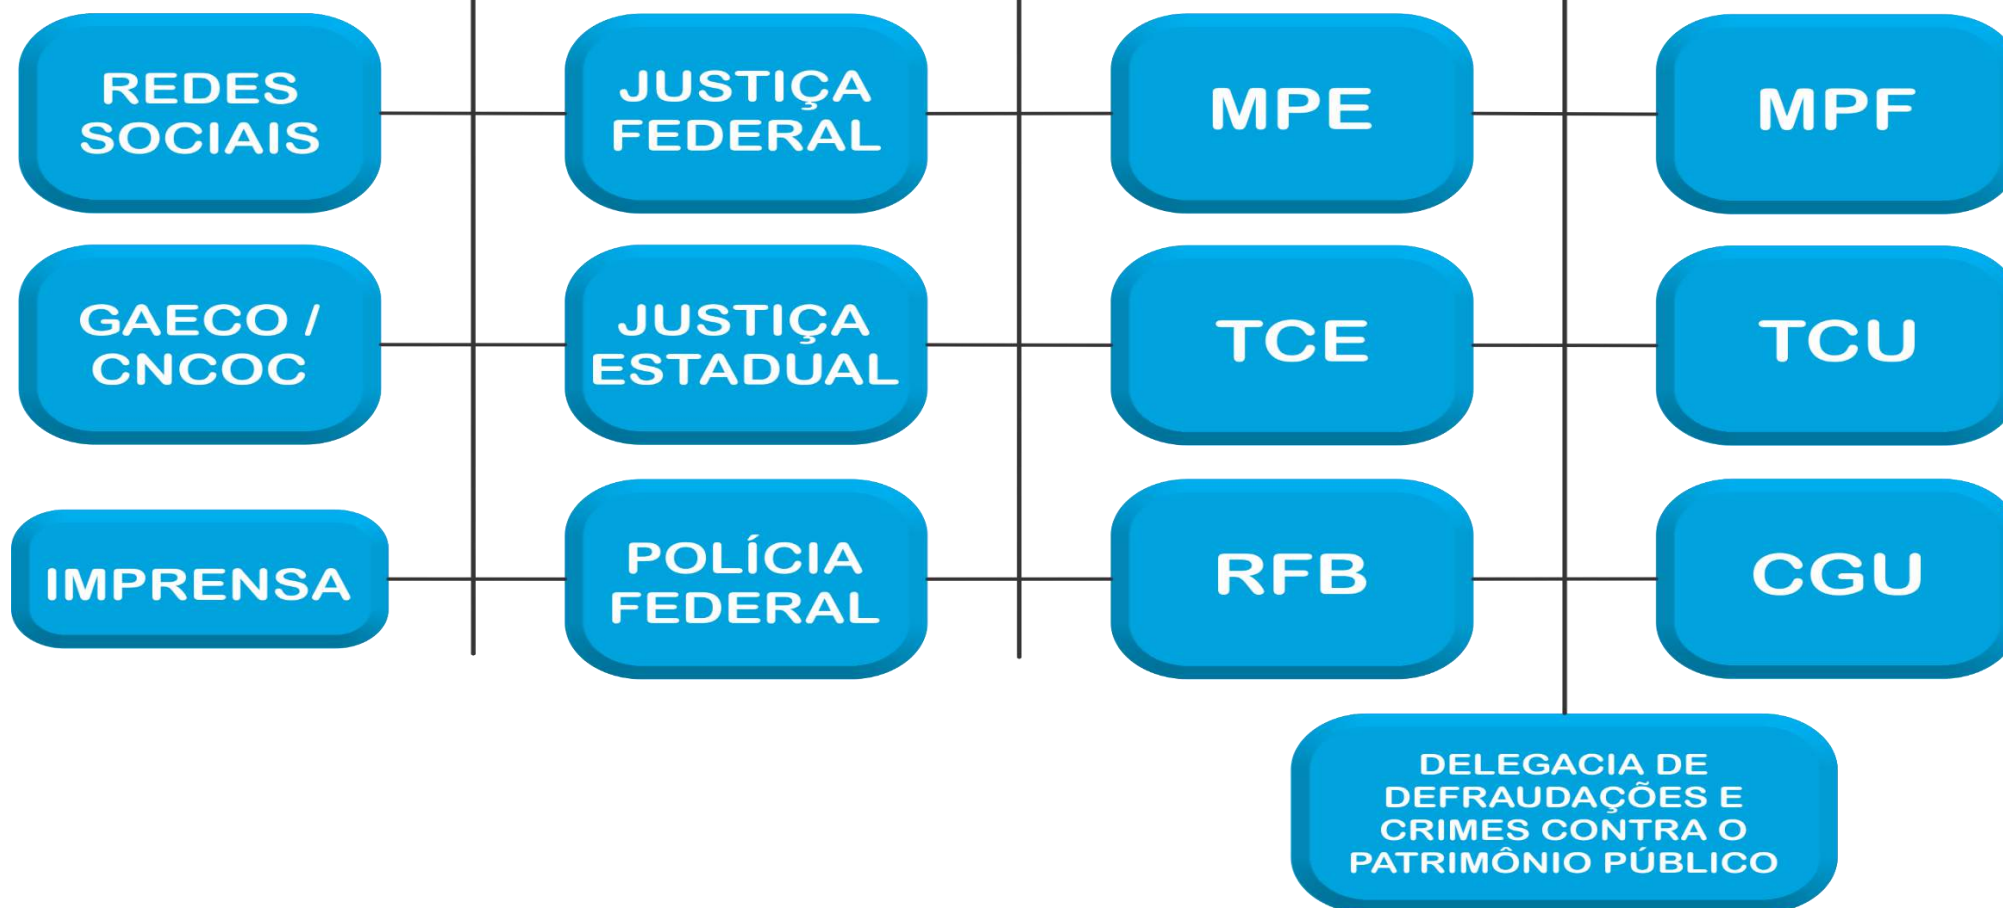 REDES
SOCIAIS
JUSTIÇA
FEDERAL
MPE
MPF
GAECO /
CNCOC
JUSTIÇA
ESTADUAL
TCE
TCU
IMPRENSA
POLÍCIA
FEDERAL
RFB
CGU
DELEGACIA DE
DEFRAUDAÇÕES E
CRIMES CONTRA O
PATRIMÔNIO PÚBLICO